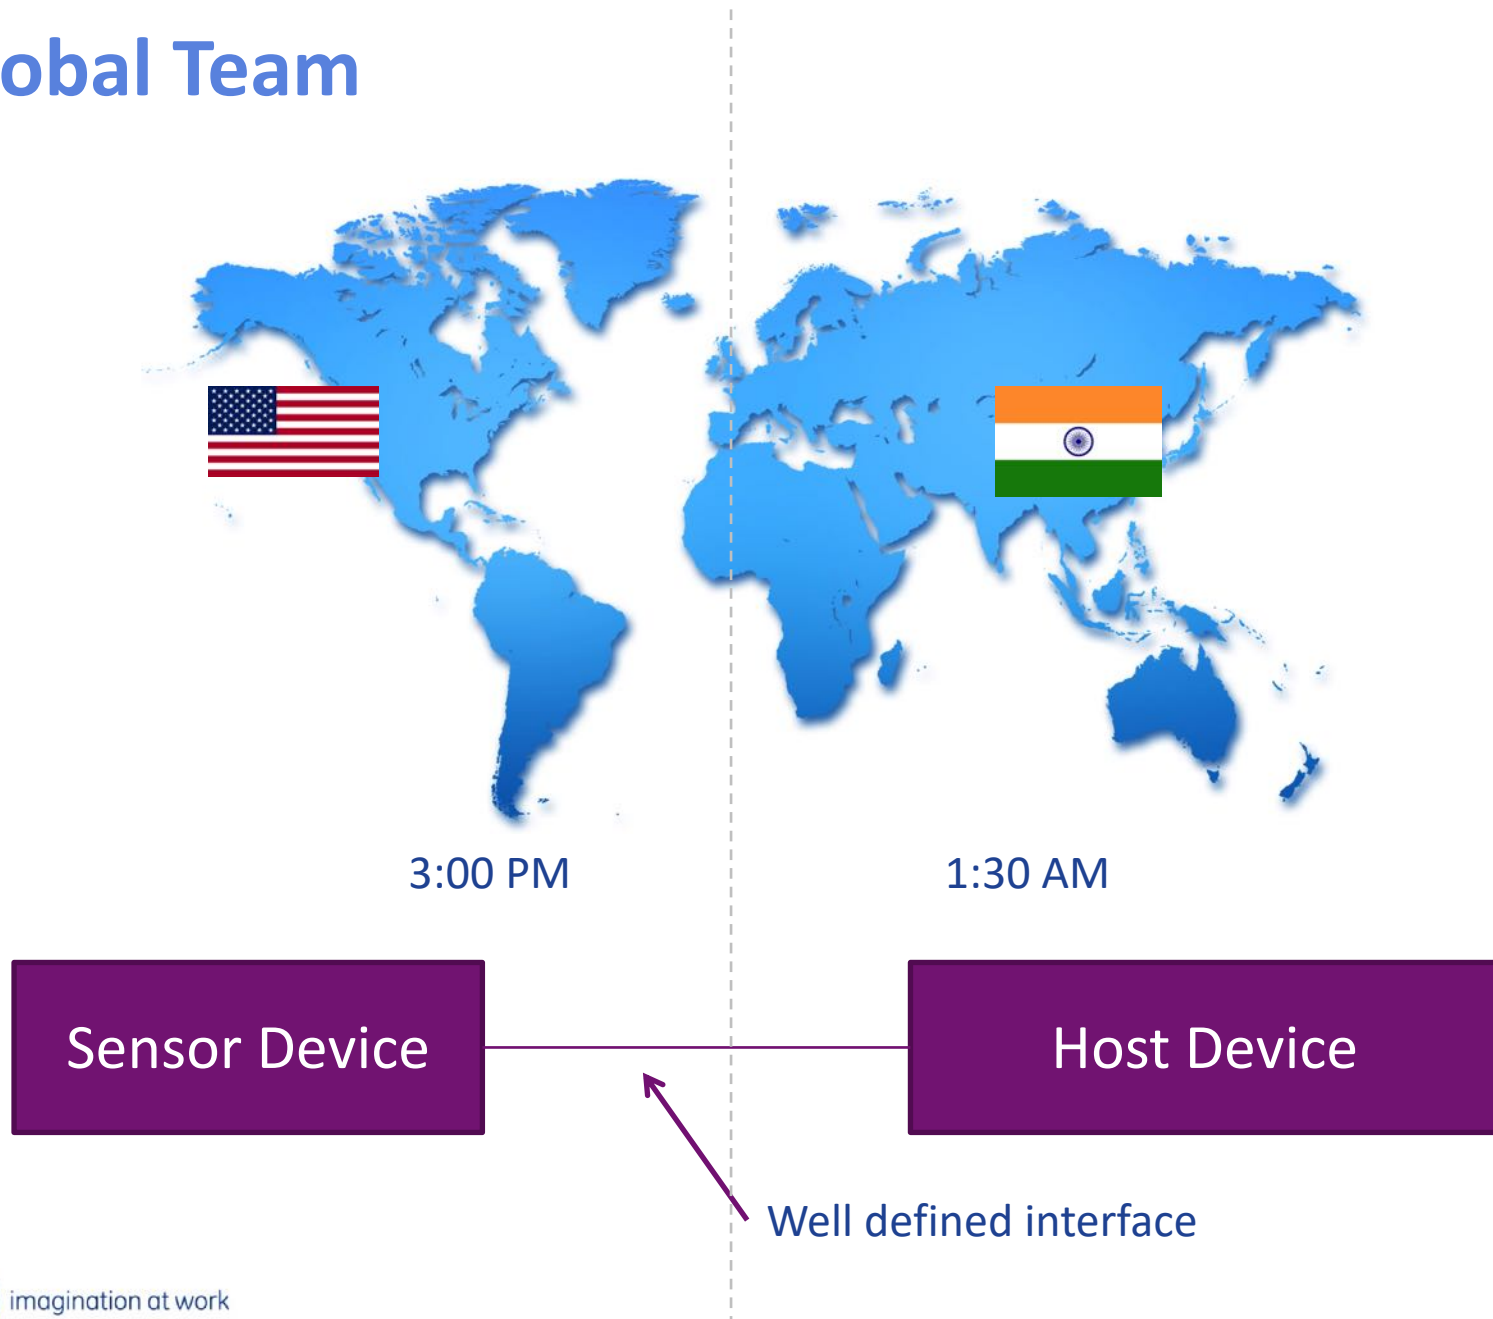 obal Team
3:00 PM
1:30 AM
Sensor Device
Host Device
Well defined interface
imagination at work